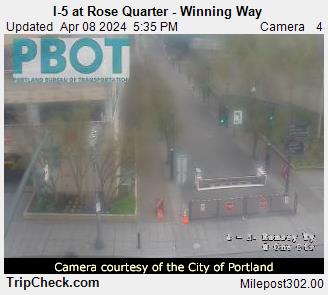 I-5 at Rose Quarter - Winning Way
Updated Apr 08 2024 5:35 PM Camera 4
PBOT
PORTLAND BUREAU OF TRANSPORTATION
Camera courtesy of the City of Portland
TripCheck.com Milepost302.00